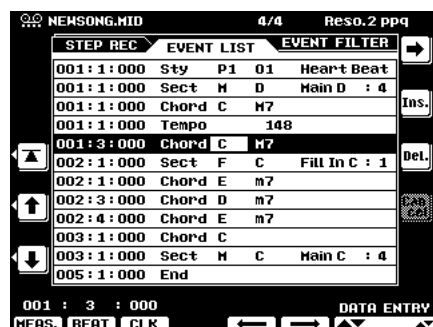 NEWSONG.MID 4/4 Reso.2 ppq
STEP REC EVENT LIST EVENT FILTER
001:1:000 Sty P1 01 Heart Beat
001:1:000 Sect M D Main D : 4
Ins.
001:1:000 Chord C M7
001:1:000 Tempo 148
001:3:000 Chord C M7
Del.
002:1:000 Sect F C Fill In C : 1
002:1:000 Chord E m7
002:3:000 Chord D m7
002:4:000 Chord E m7
003:1:000 Chord C
003:1:000 Sect M C Main C : 4
005:1:000 End
001 : 3 : 000 DATA ENTRY
MEAS. BEAT CLK